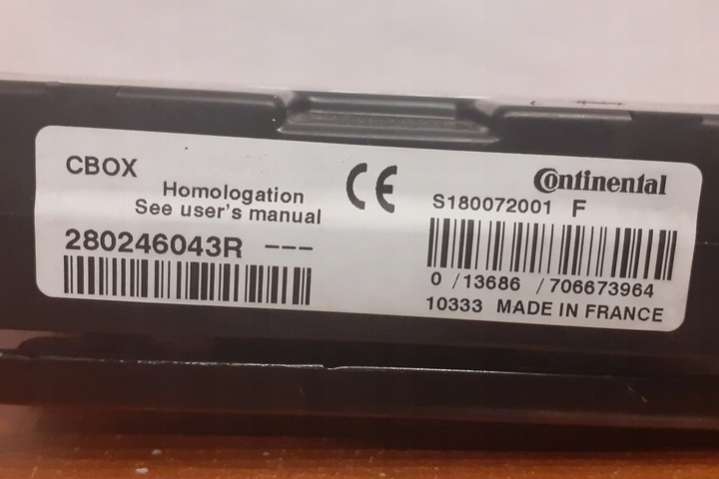 CBOX
Homologation
See user's manual
280246043R ---
CE
Continental
S180072001 F
0 /13686 /706673964
10333 MADE IN FRANCE